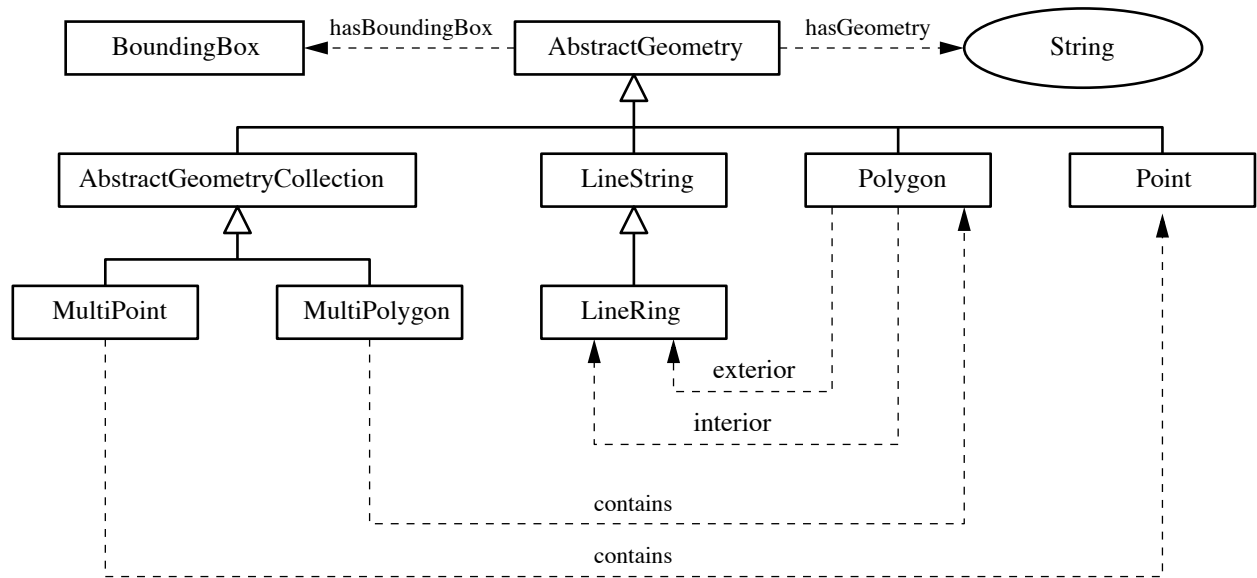 BoundingBox
hasBoundingBox
AbstractGeometry
hasGeometry
String
AbstractGeometryCollection
LineString
Polygon
Point
MultiPoint
MultiPolygon
LineRing
exterior
interior
contains
contains